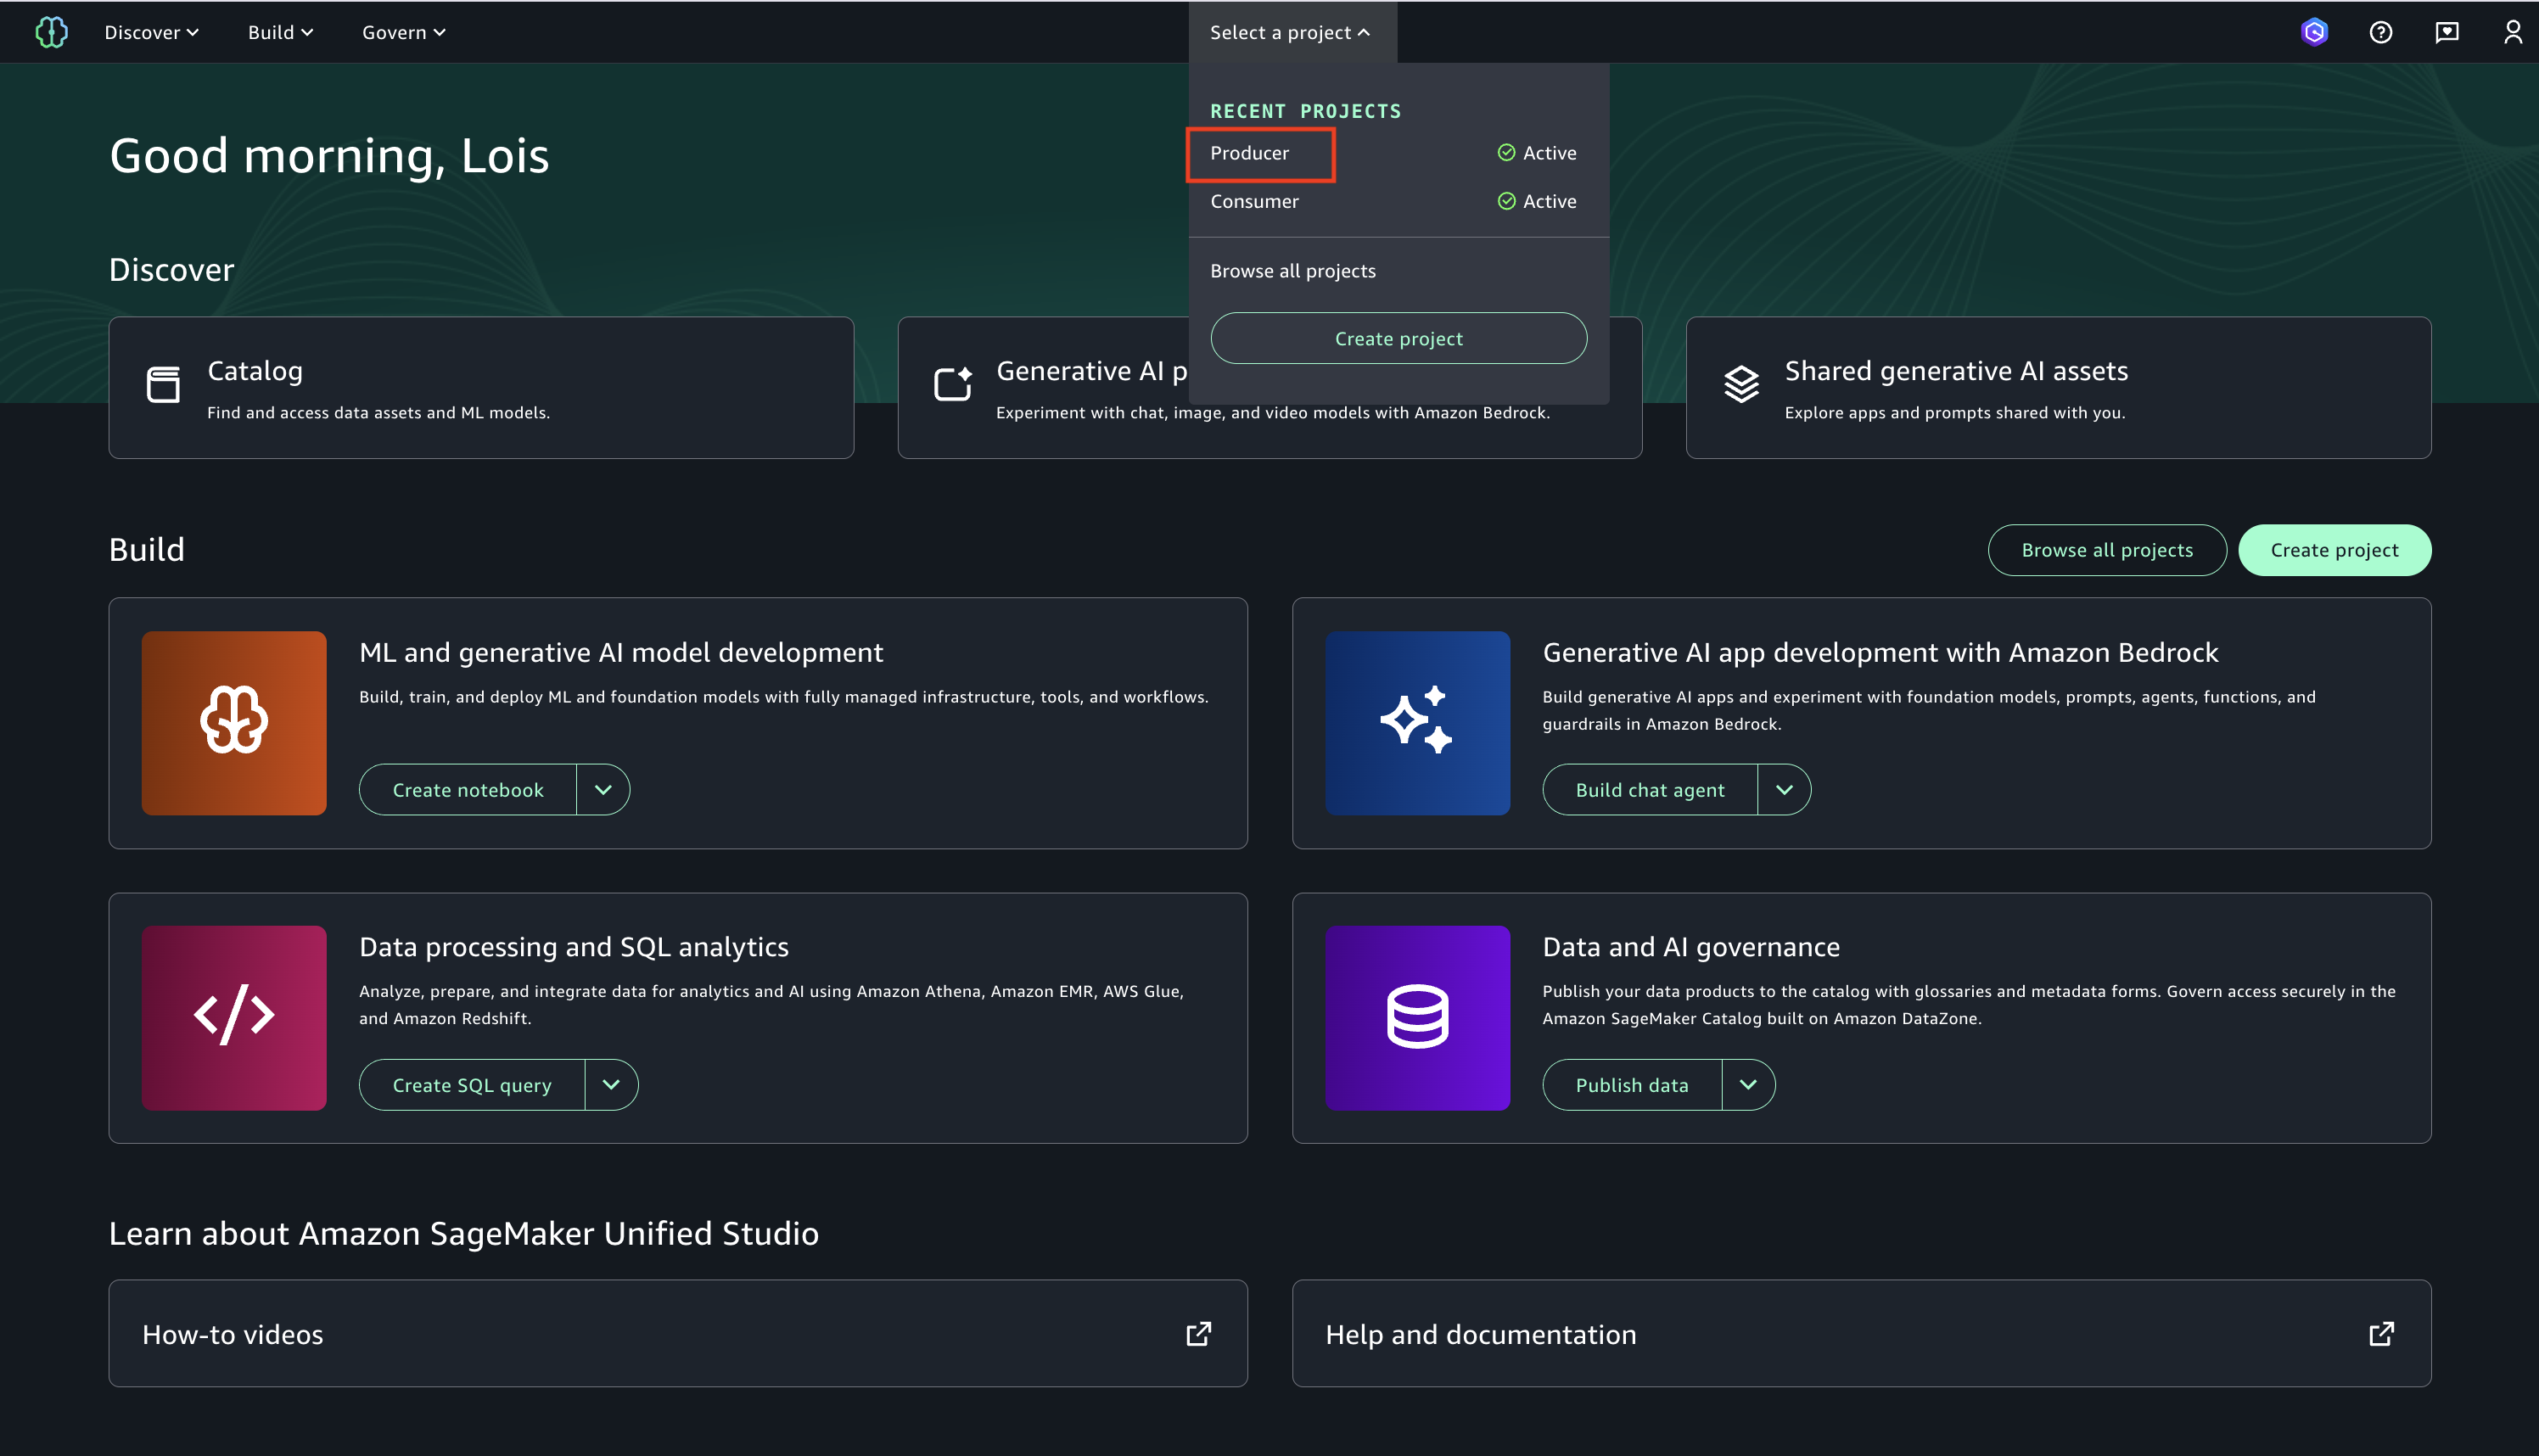 Discover
Build
Govern
Select a project
RECENT PROJECTS
Producer
Active
Consumer
Active
Browse all projects
Create project
Good morning, Lois
Discover
Catalog
Find and access data assets and ML models.
Generative AI p
Experiment with chat, image, and video models with Amazon Bedrock.
Shared generative AI assets
Explore apps and prompts shared with you.
Build
Browse all projects
Create project
ML and generative AI model development
Build, train, and deploy ML and foundation models with fully managed infrastructure, tools, and workflows.
Create notebook
Generative AI app development with Amazon Bedrock
Build generative AI apps and experiment with foundation models, prompts, agents, functions, and
guardrails in Amazon Bedrock.
Build chat agent
Data processing and SQL analytics
Analyze, prepare, and integrate data for analytics and AI using Amazon Athena, Amazon EMR, AWS Glue,
and Amazon Redshift.
Create SQL query
Data and AI governance
Publish your data products to the catalog with glossaries and metadata forms. Govern access securely in the
Amazon SageMaker Catalog built on Amazon DataZone.
Publish data
Learn about Amazon SageMaker Unified Studio
How-to videos
Help and documentation